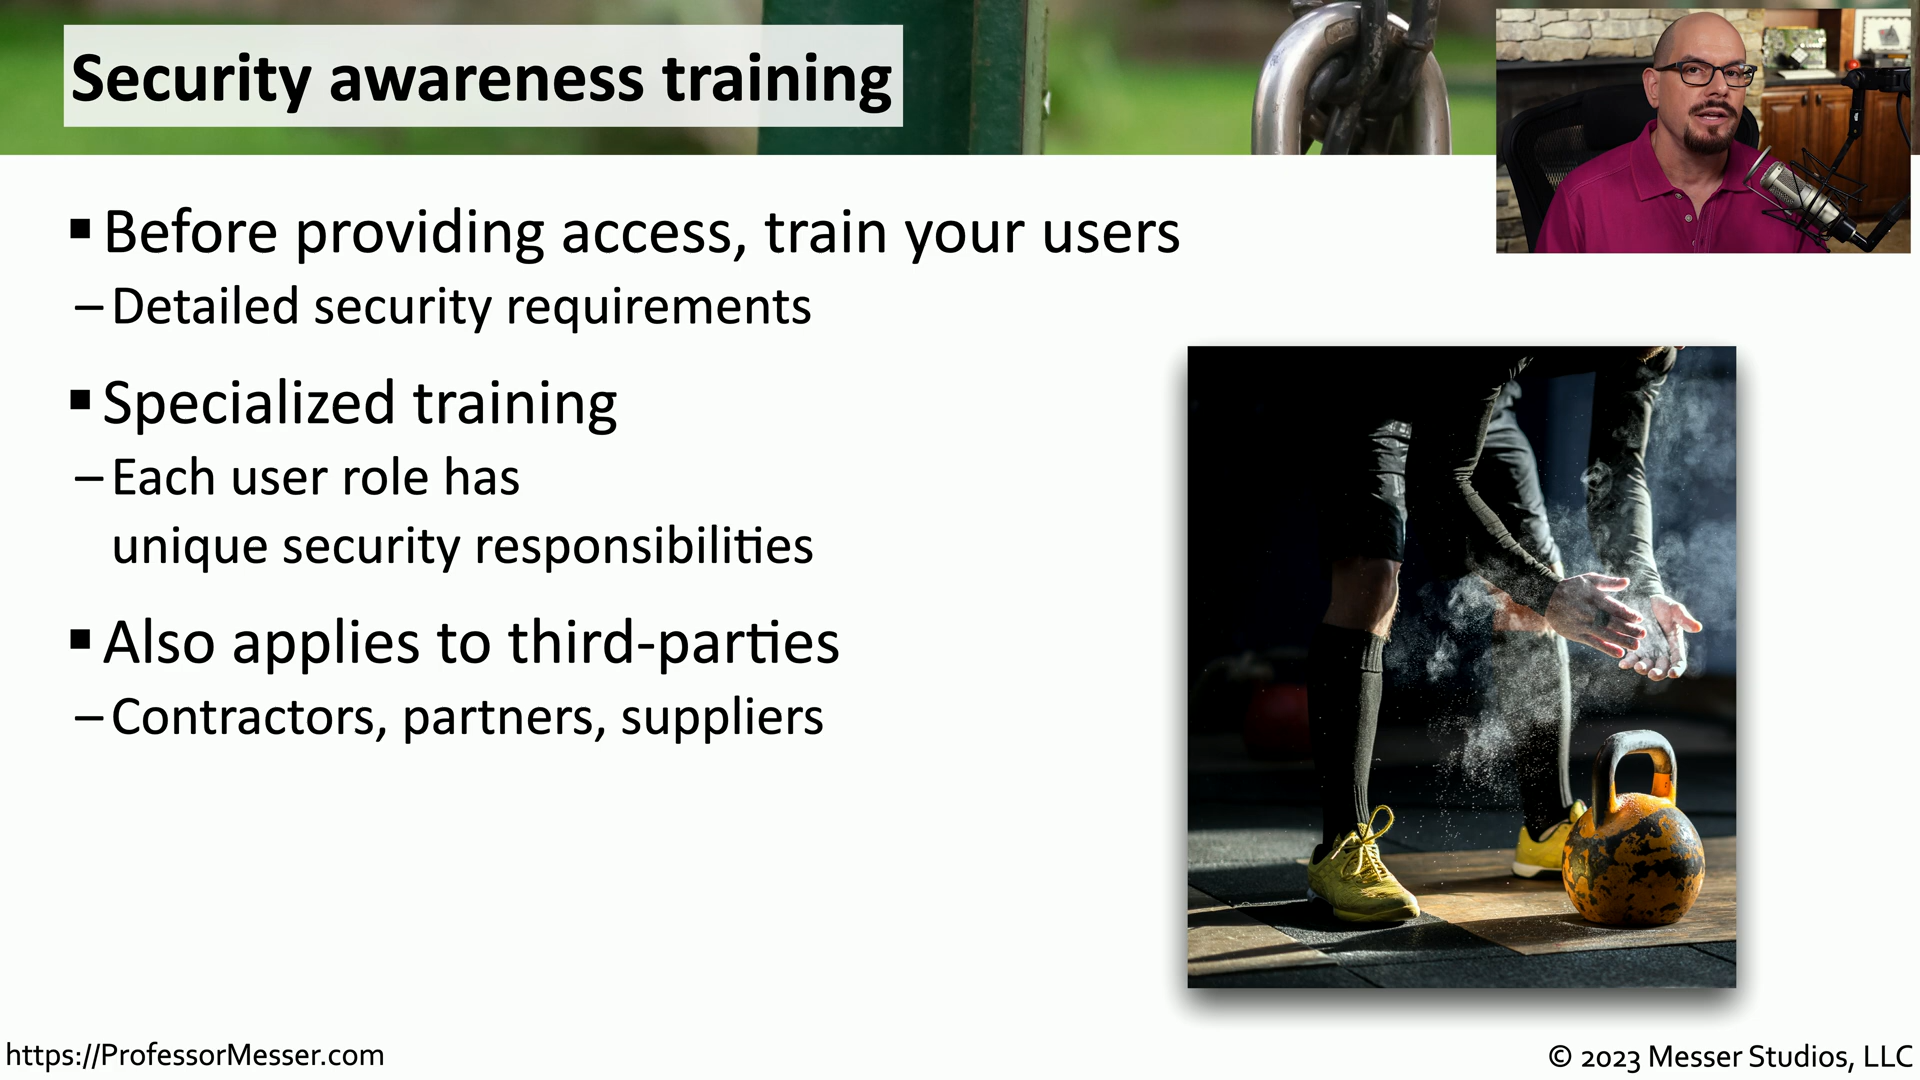 Security awareness training
▪ Before providing access, train your users
– Detailed security requirements
▪ Specialized training
– Each user role has
unique security responsibilities
▪ Also applies to third-parties
– Contractors, partners, suppliers
https://ProfessorMesser.com
© 2023 Messer Studios, LLC